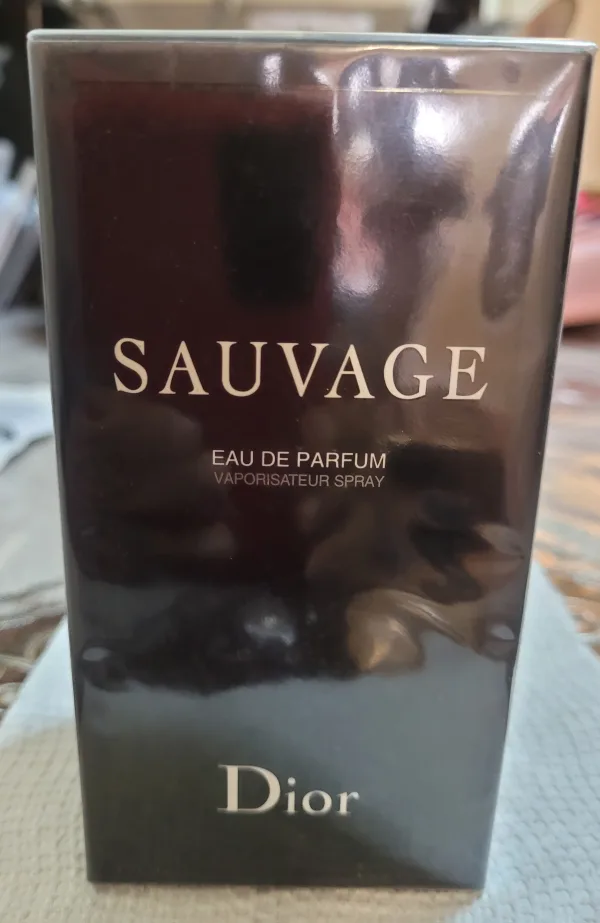 SAUVAGE
EAU DE PARFUM
VAPORISATEUR SPRAY
Dior